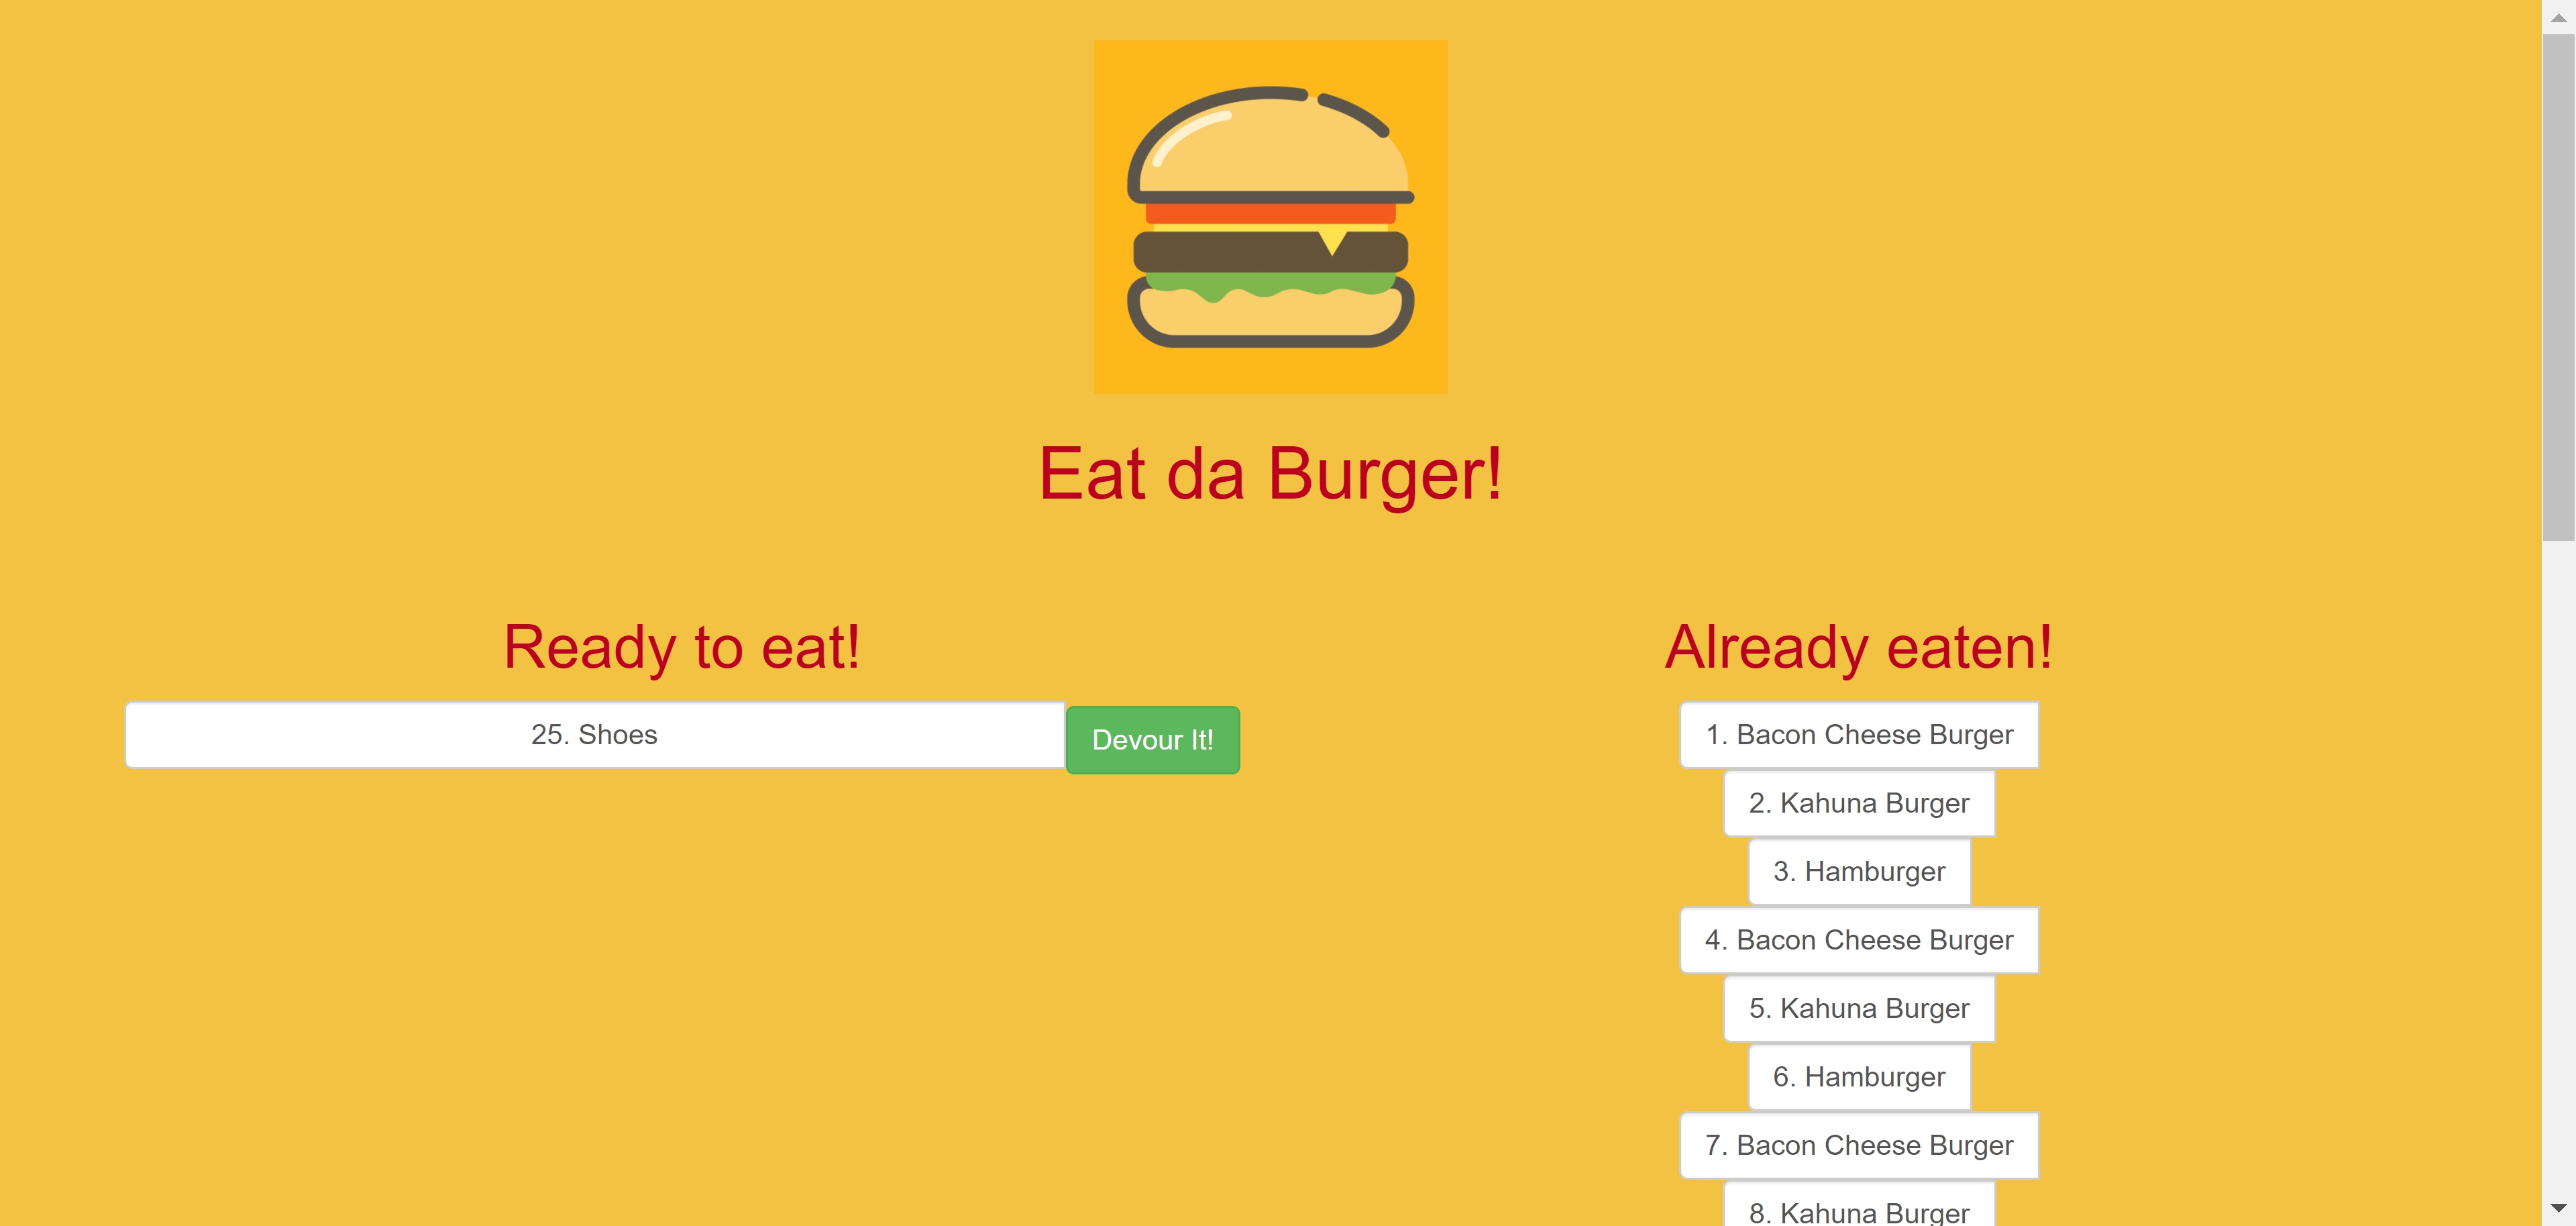 Eat da Burger!
Ready to eat!
25. Shoes
Devour It!
Already eaten!
1. Bacon Cheese Burger
2. Kahuna Burger
3. Hamburger
4. Bacon Cheese Burger
5. Kahuna Burger
6. Hamburger
7. Bacon Cheese Burger
8. Kahuna Burger